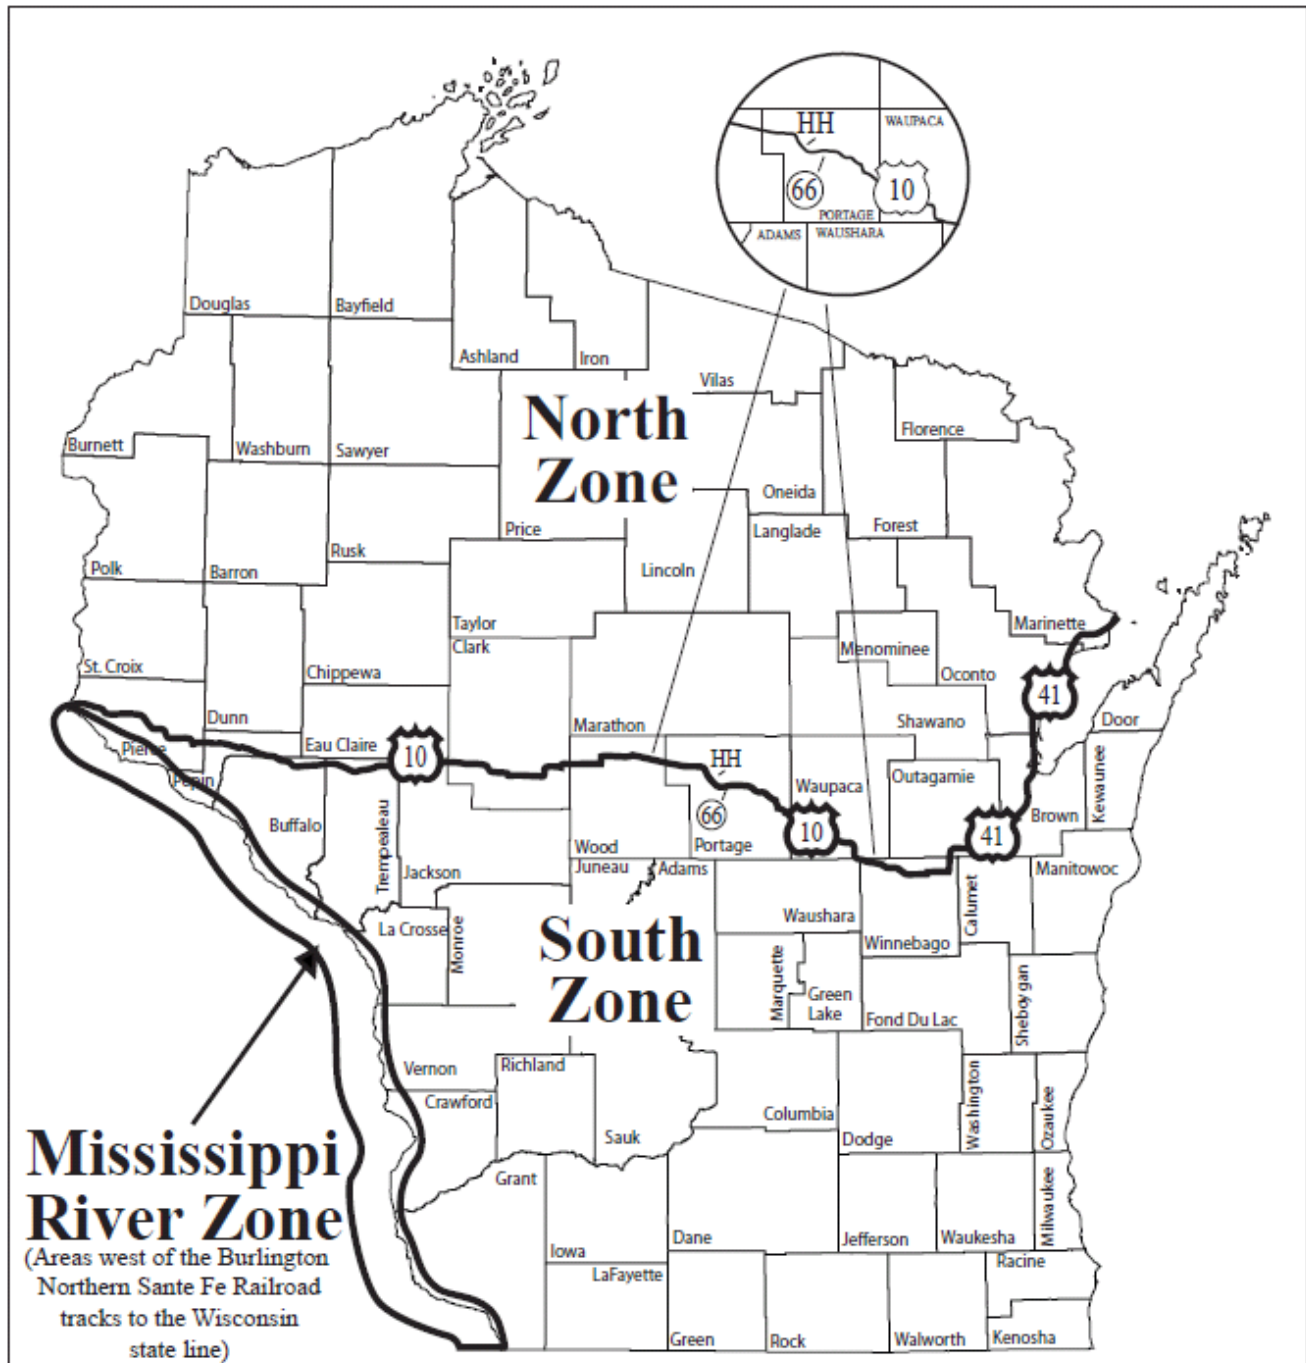 HH
WAUPACA
66
10
PORTAGE
ADAMS
WAUSHARA
Douglas
Bayfield
Ashland
Iron
Vilas
North
Zone
Florence
Burnett
Washburn
Sawyer
Oneida
Price
Langlade
Forest
Rusk
Polk
Barron
Lincoln
Taylor
Marinette
Clark
Menominee
St. Croix
Chippewa
Oconto
41
Dunn
Marathon
Shawano
Door
Pierce
Eau Claire
10
HH
Outagamie
Kewaunee
Pepin
Waupaca
66
10
41
Brown
Buffalo
Trempealeau
Wood
Portage
Jackson
Juneau
Adams
Manitowoc
Calumet
La Crosse
Monroe
South
Zone
Waushara
Winnebago
Marquette
Green
Lake
Fond Du Lac
Sheboygan
Vernon
Richland
Crawford
Columbia
Washington
Ozaukee
Sauk
Dodge
Mississippi
River Zone
(Areas west of the Burlington
Northern Sante Fe Railroad
tracks to the Wisconsin
state line)
Grant
Milwaukee
Iowa
Dane
Jefferson
Waukesha
LaFayette
Racine
Green
Rock
Walworth
Kenosha